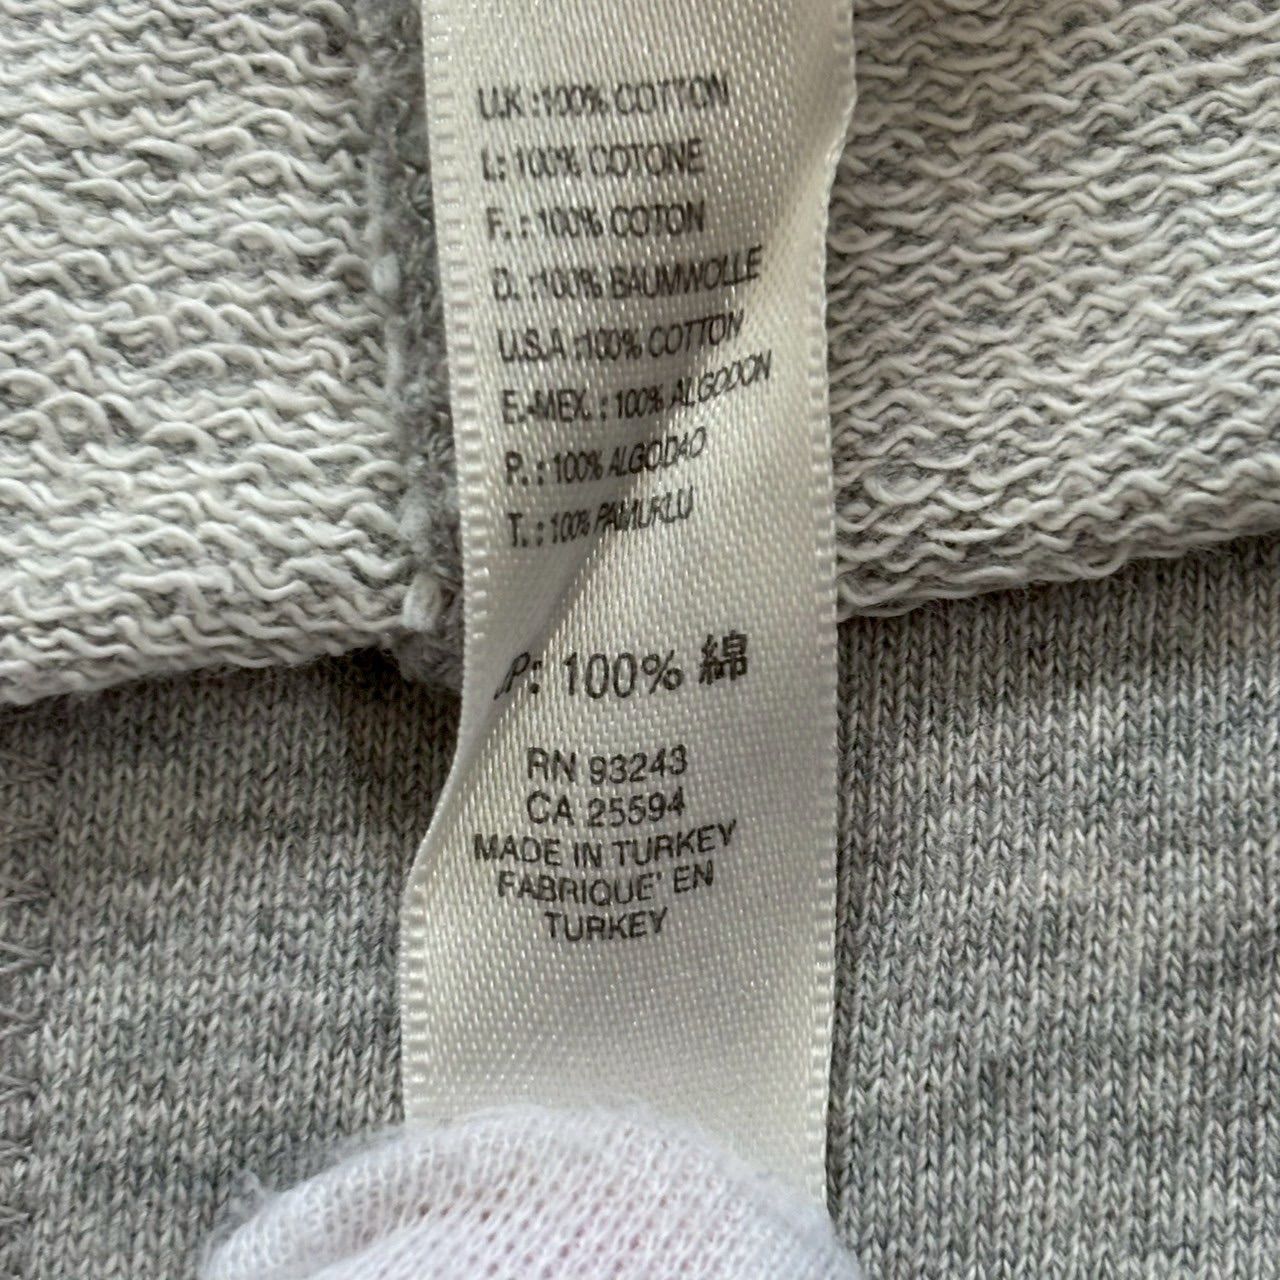 U.K :100% COTTON
I.: 100% COTONE
F. : 100% COTON
D. :100% BAUMWOLLE
U.S.A :100% COTTON
E.-MEX. : 100% ALGODON
P. : 100% ALGODAO
T. : 100% PAMUKLU
JP: 100% 綿
RN 93243
CA 25594
MADE IN TURKEY
FABRIQUE' EN
TURKEY